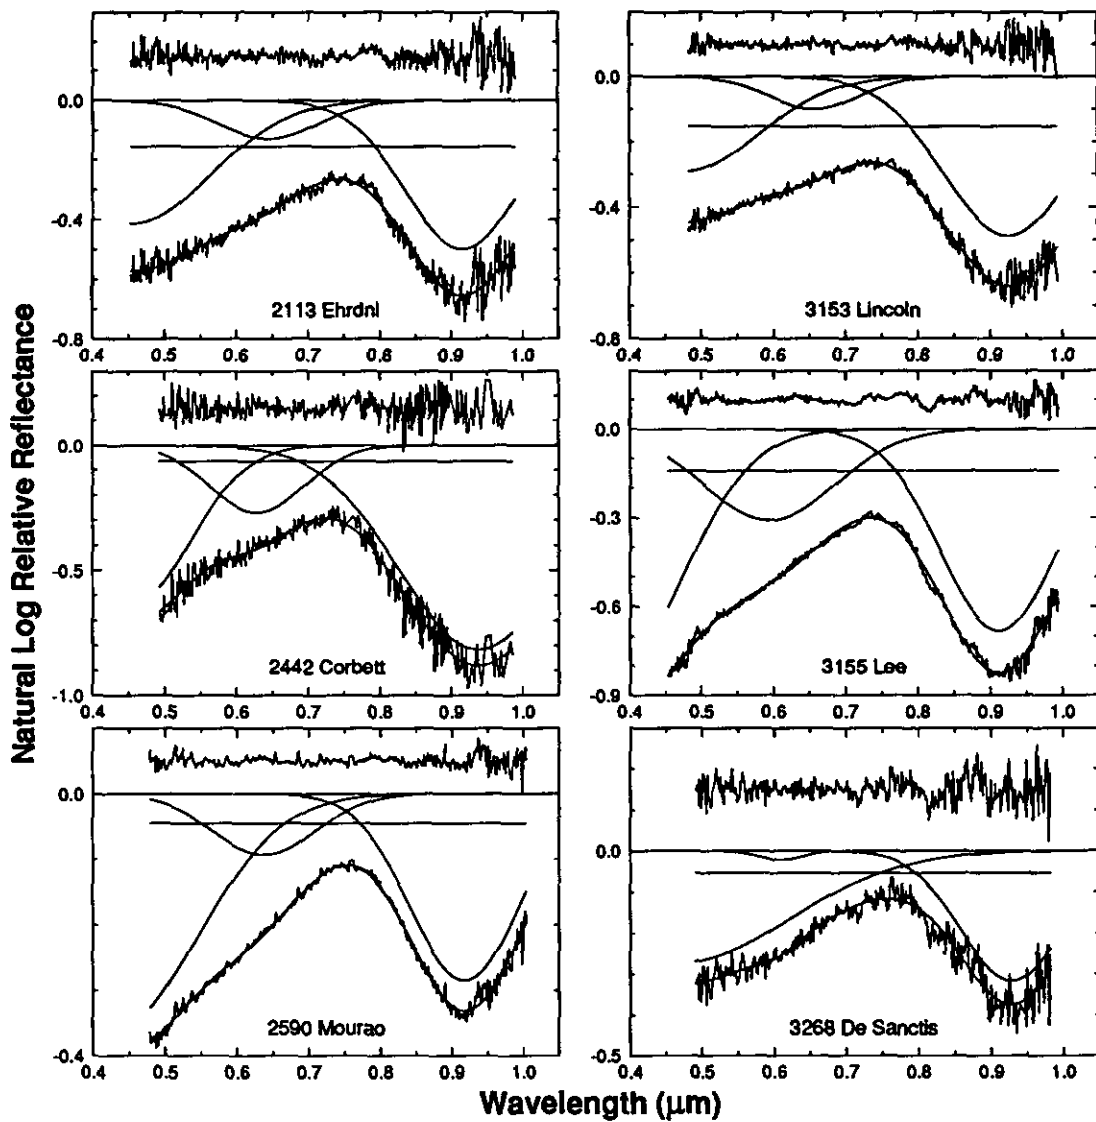 Natural Log Relative Reflectance
0.0
-0.4
-0.8
2113 Ehrdnl
0.4 0.5 0.6 0.7 0.8 0.9 1.0
0.0
-0.4
-0.8
3153 Lincoln
0.4 0.5 0.6 0.7 0.8 0.9 1.0
0.0
-0.5
-1.0
2442 Corbett
0.4 0.5 0.6 0.7 0.8 0.9 1.0
0.0
-0.3
-0.6
-0.9
3155 Lee
0.4 0.5 0.6 0.7 0.8 0.9 1.0
0.0
-0.4
2590 Mourao
0.4 0.5 0.6 0.7 0.8 0.9 1.0
0.0
-0.5
3268 De Sanctis
0.4 0.5 0.6 0.7 0.8 0.9 1.0
Wavelength (μm)